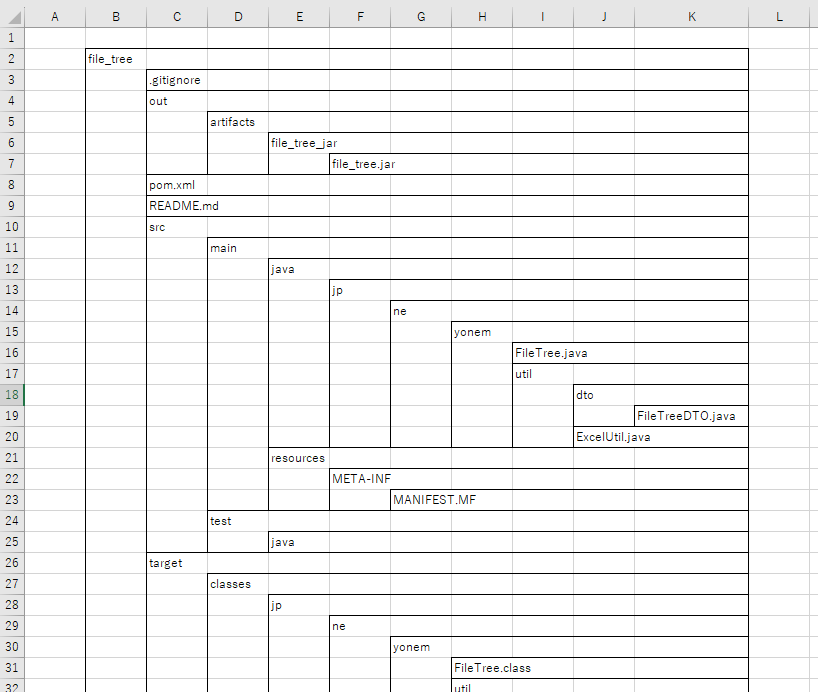 A B C D E F G H I J K L
1
2 file_tree
3 .gitignore
4 out
5 artifacts
6 file_tree_jar
7 file_tree.jar
8 pom.xml
9 README.md
10 src
11 main
12 java
13 jp
14 ne
15 yonem
16 FileTree.java
17 util
18 dto
19 FileTreeDTO.java
20 ExcelUtil.java
21 resources
22 META-INF
23 MANIFEST.MF
24 test
25 java
26 target
27 classes
28 jp
29 ne
30 yonem
31 FileTree.class
32 util